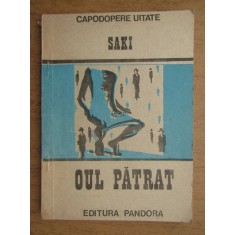 CAPODOPERE UITATE
SAKI
OUL PĂTRAT
EDITURA PANDORA